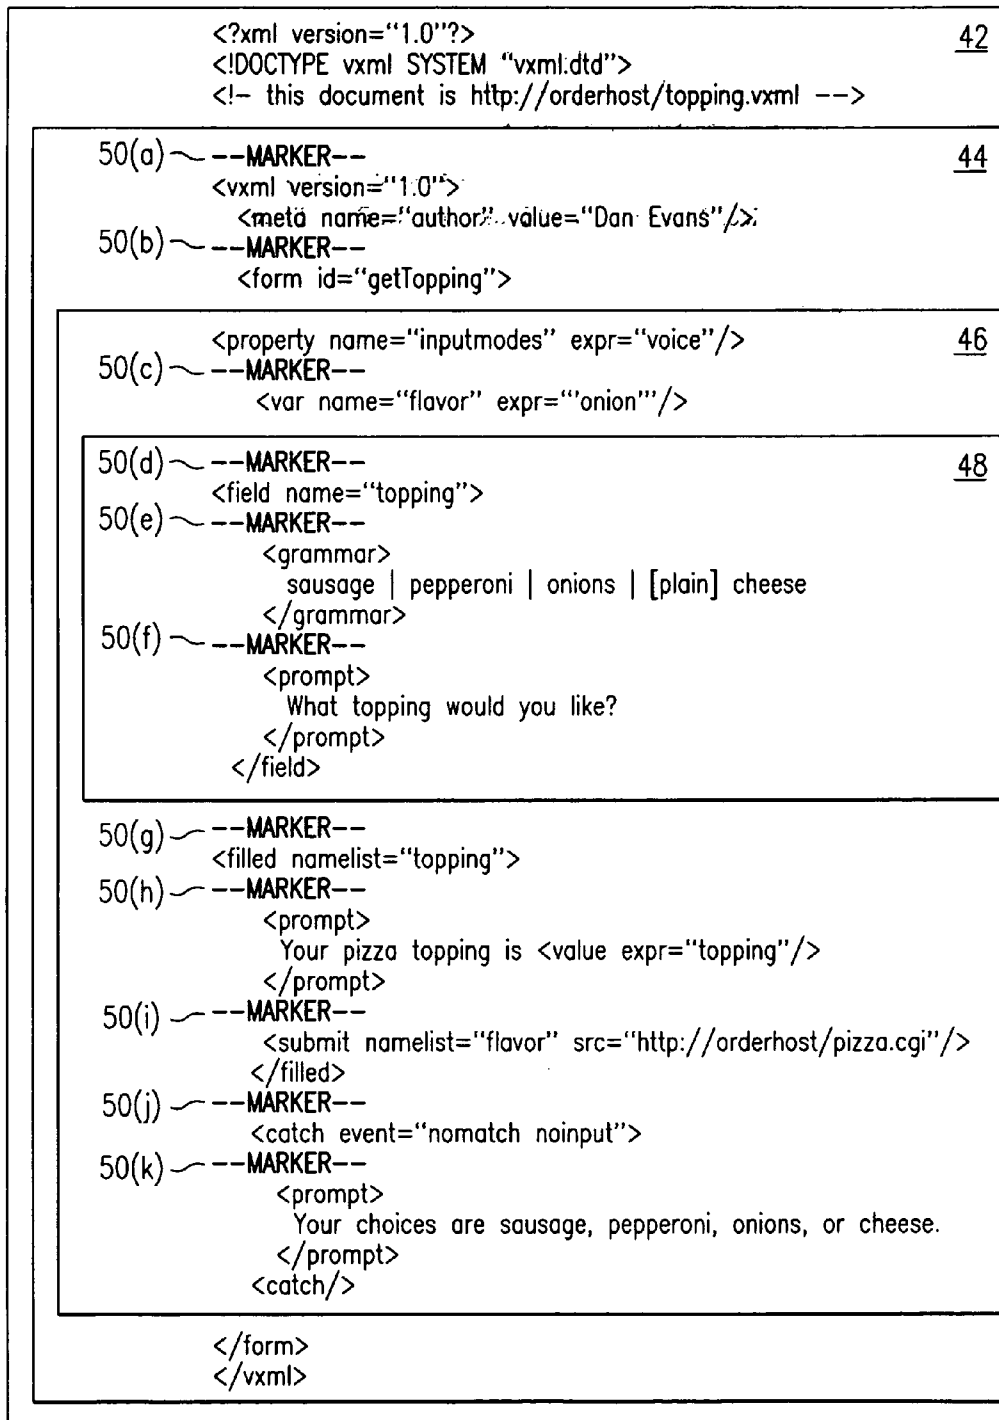 <?xml version="1.0"?> 42
<!DOCTYPE vxml SYSTEM "vxml.dtd">
<!– this document is http://orderhost/topping.vxml -->
50(a) --MARKER-- 44
<vxml version="1.0">
<meta name="author" value="Dan Evans"/>
50(b) --MARKER--
<form id="getTopping">
<property name="inputmodes" expr="voice"/> 46
50(c) --MARKER--
<var name="flavor" expr="'onion'"/>
50(d) --MARKER-- 48
<field name="topping">
50(e) --MARKER--
<grammar>
sausage | pepperoni | onions | [plain] cheese
</grammar>
50(f) --MARKER--
<prompt>
What topping would you like?
</prompt>
</field>
50(g) --MARKER--
<filled namelist="topping">
50(h) --MARKER--
<prompt>
Your pizza topping is <value expr="topping"/>
</prompt>
50(i) --MARKER--
<submit namelist="flavor" src="http://orderhost/pizza.cgi"/>
</filled>
50(j) --MARKER--
<catch event="nomatch noinput">
50(k) --MARKER--
<prompt>
Your choices are sausage, pepperoni, onions, or cheese.
</prompt>
<catch/>
</form>
</vxml>